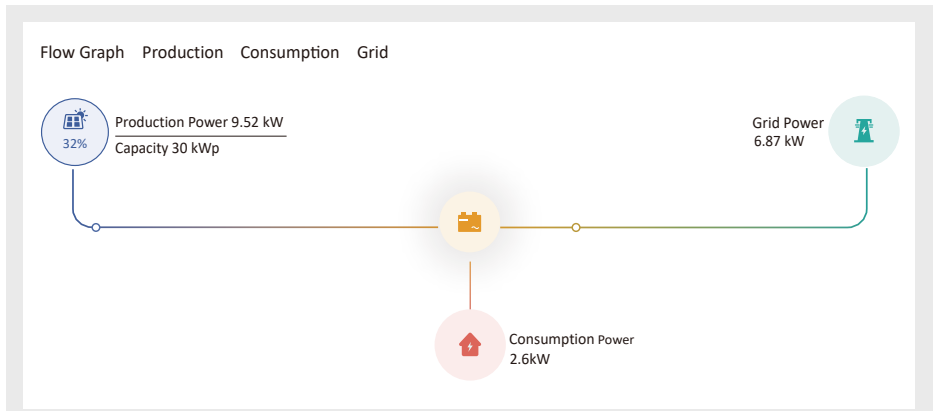 Flow Graph Production Consumption Grid
Production Power 9.52 kW
32%
Capacity 30 kWp
Grid Power
6.87 kW
Consumption Power
2.6kW